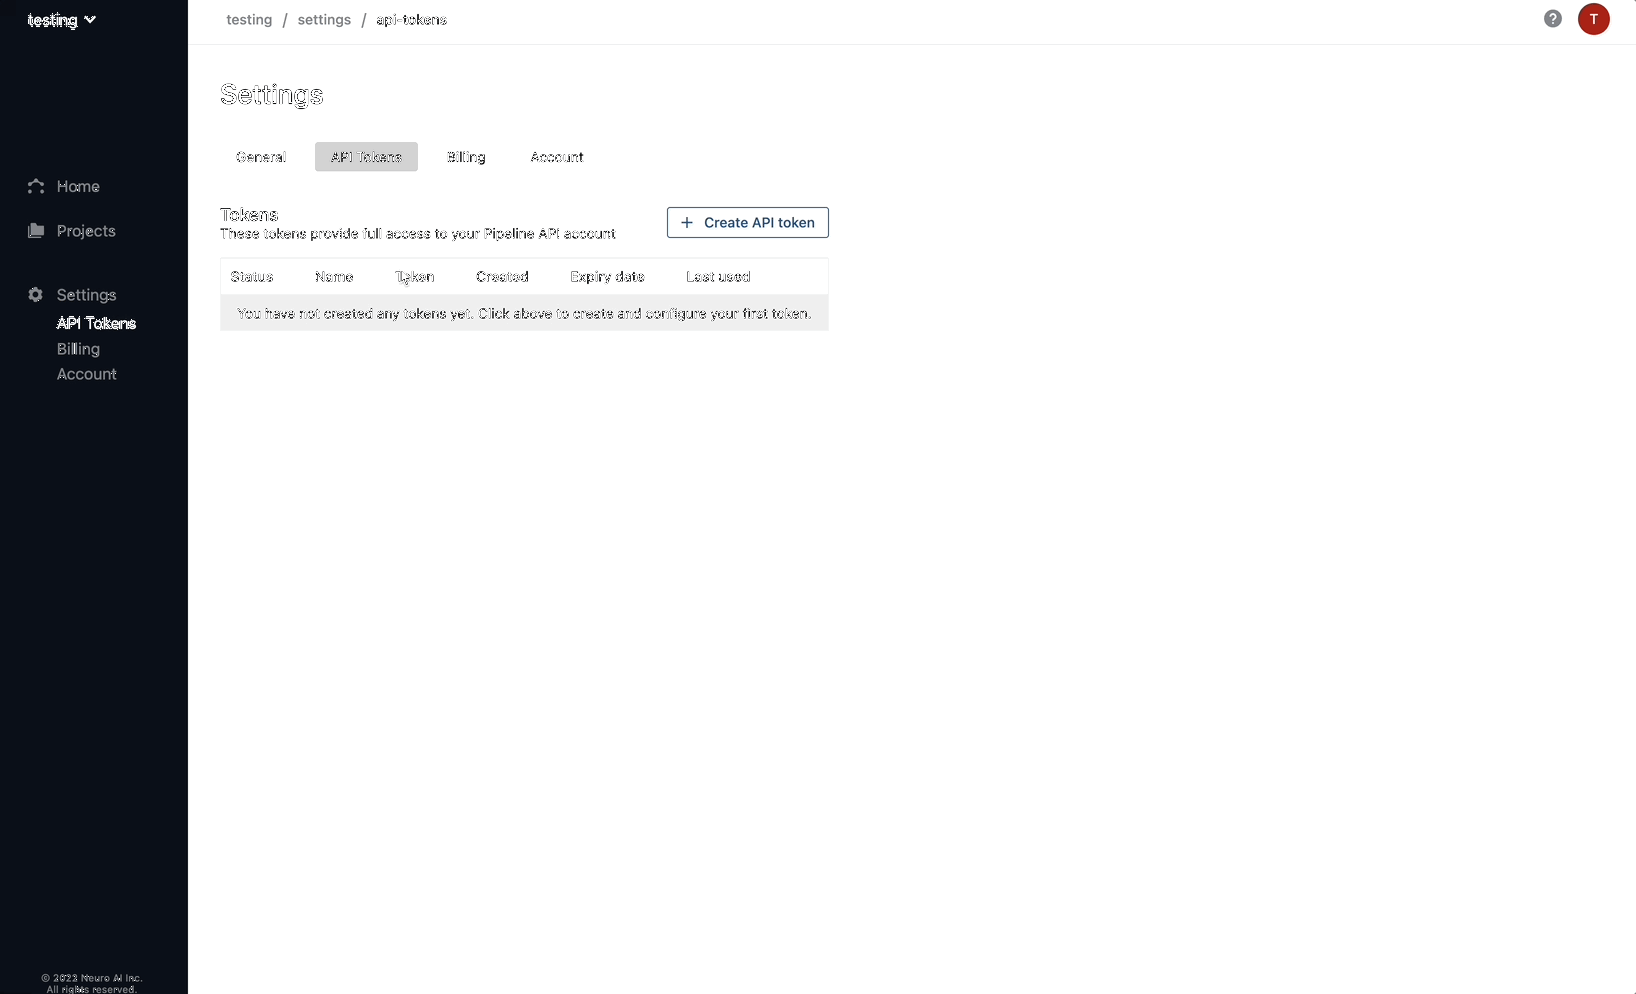 testing
testing / settings / api-tokens
?
T
Settings
General
API Tokens
Billing
Account
Home
Projects
Settings
API Tokens
Billing
Account
Tokens
These tokens provide full access to your Pipeline API account
+ Create API token
Status Name Token Created Expiry date Last used
You have not created any tokens yet. Click above to create and configure your first token.
© 2022 Neuro AI Inc.
All rights reserved.